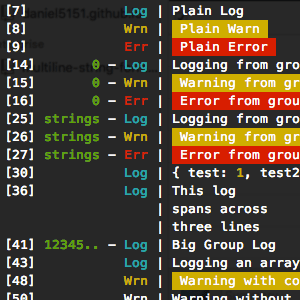 [7] Log | Plain Log
[8] Wrn | Plain Warn
[9] Err | Plain Error
[14] 0 – Log | Logging from gro
[15] 0 – Wrn | Warning from gr
[16] 0 – Err | Error from grou
[25] strings – Log | Logging from gro
[26] strings – Wrn | Warning from gr
[27] strings – Err | Error from grou
[30] Log | { test: 1, test2
[36] Log | This log
| spans across
| three lines
[41] 12345.. – Log | Big Group Log
[43] Log | Logging an array
[48] Wrn | Warning with co
[50] Wrn | Warning without